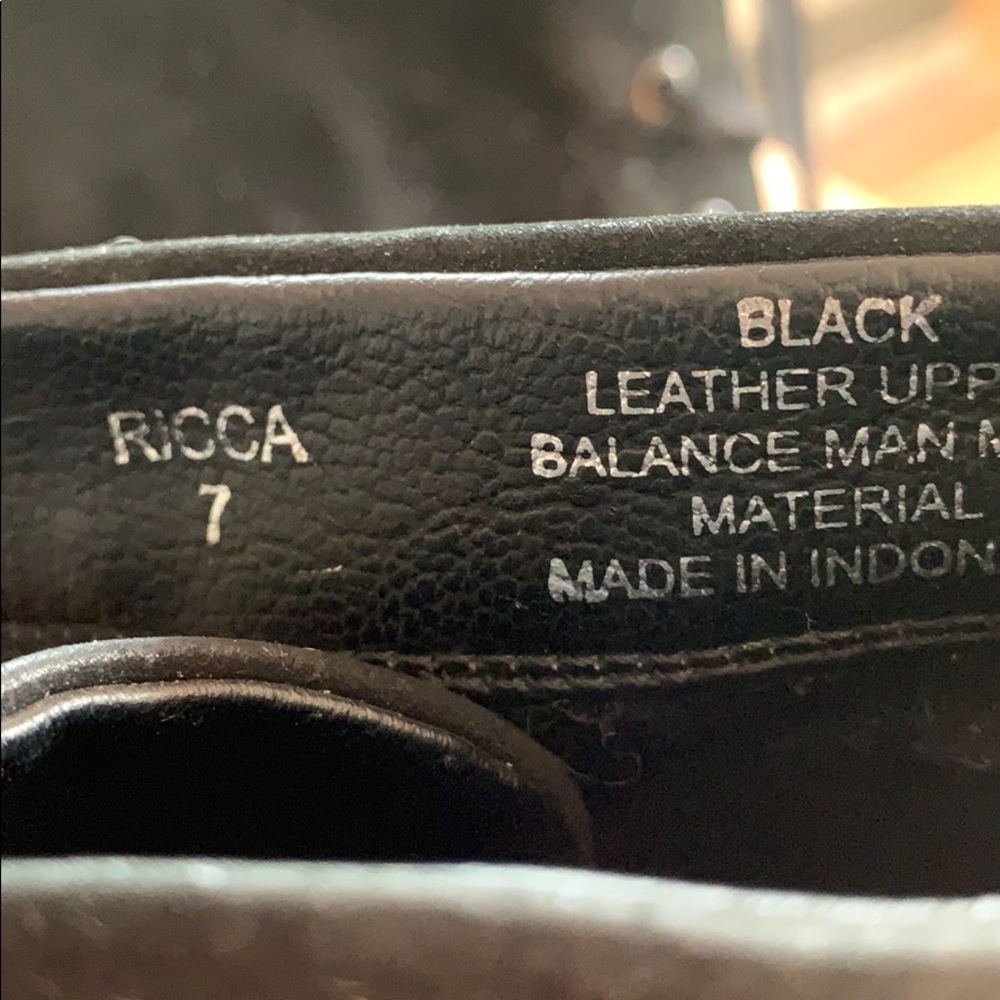 RICCA
7
BLACK
LEATHER UPP
BALANCE MAN M
MATERIAL
MADE IN INDON